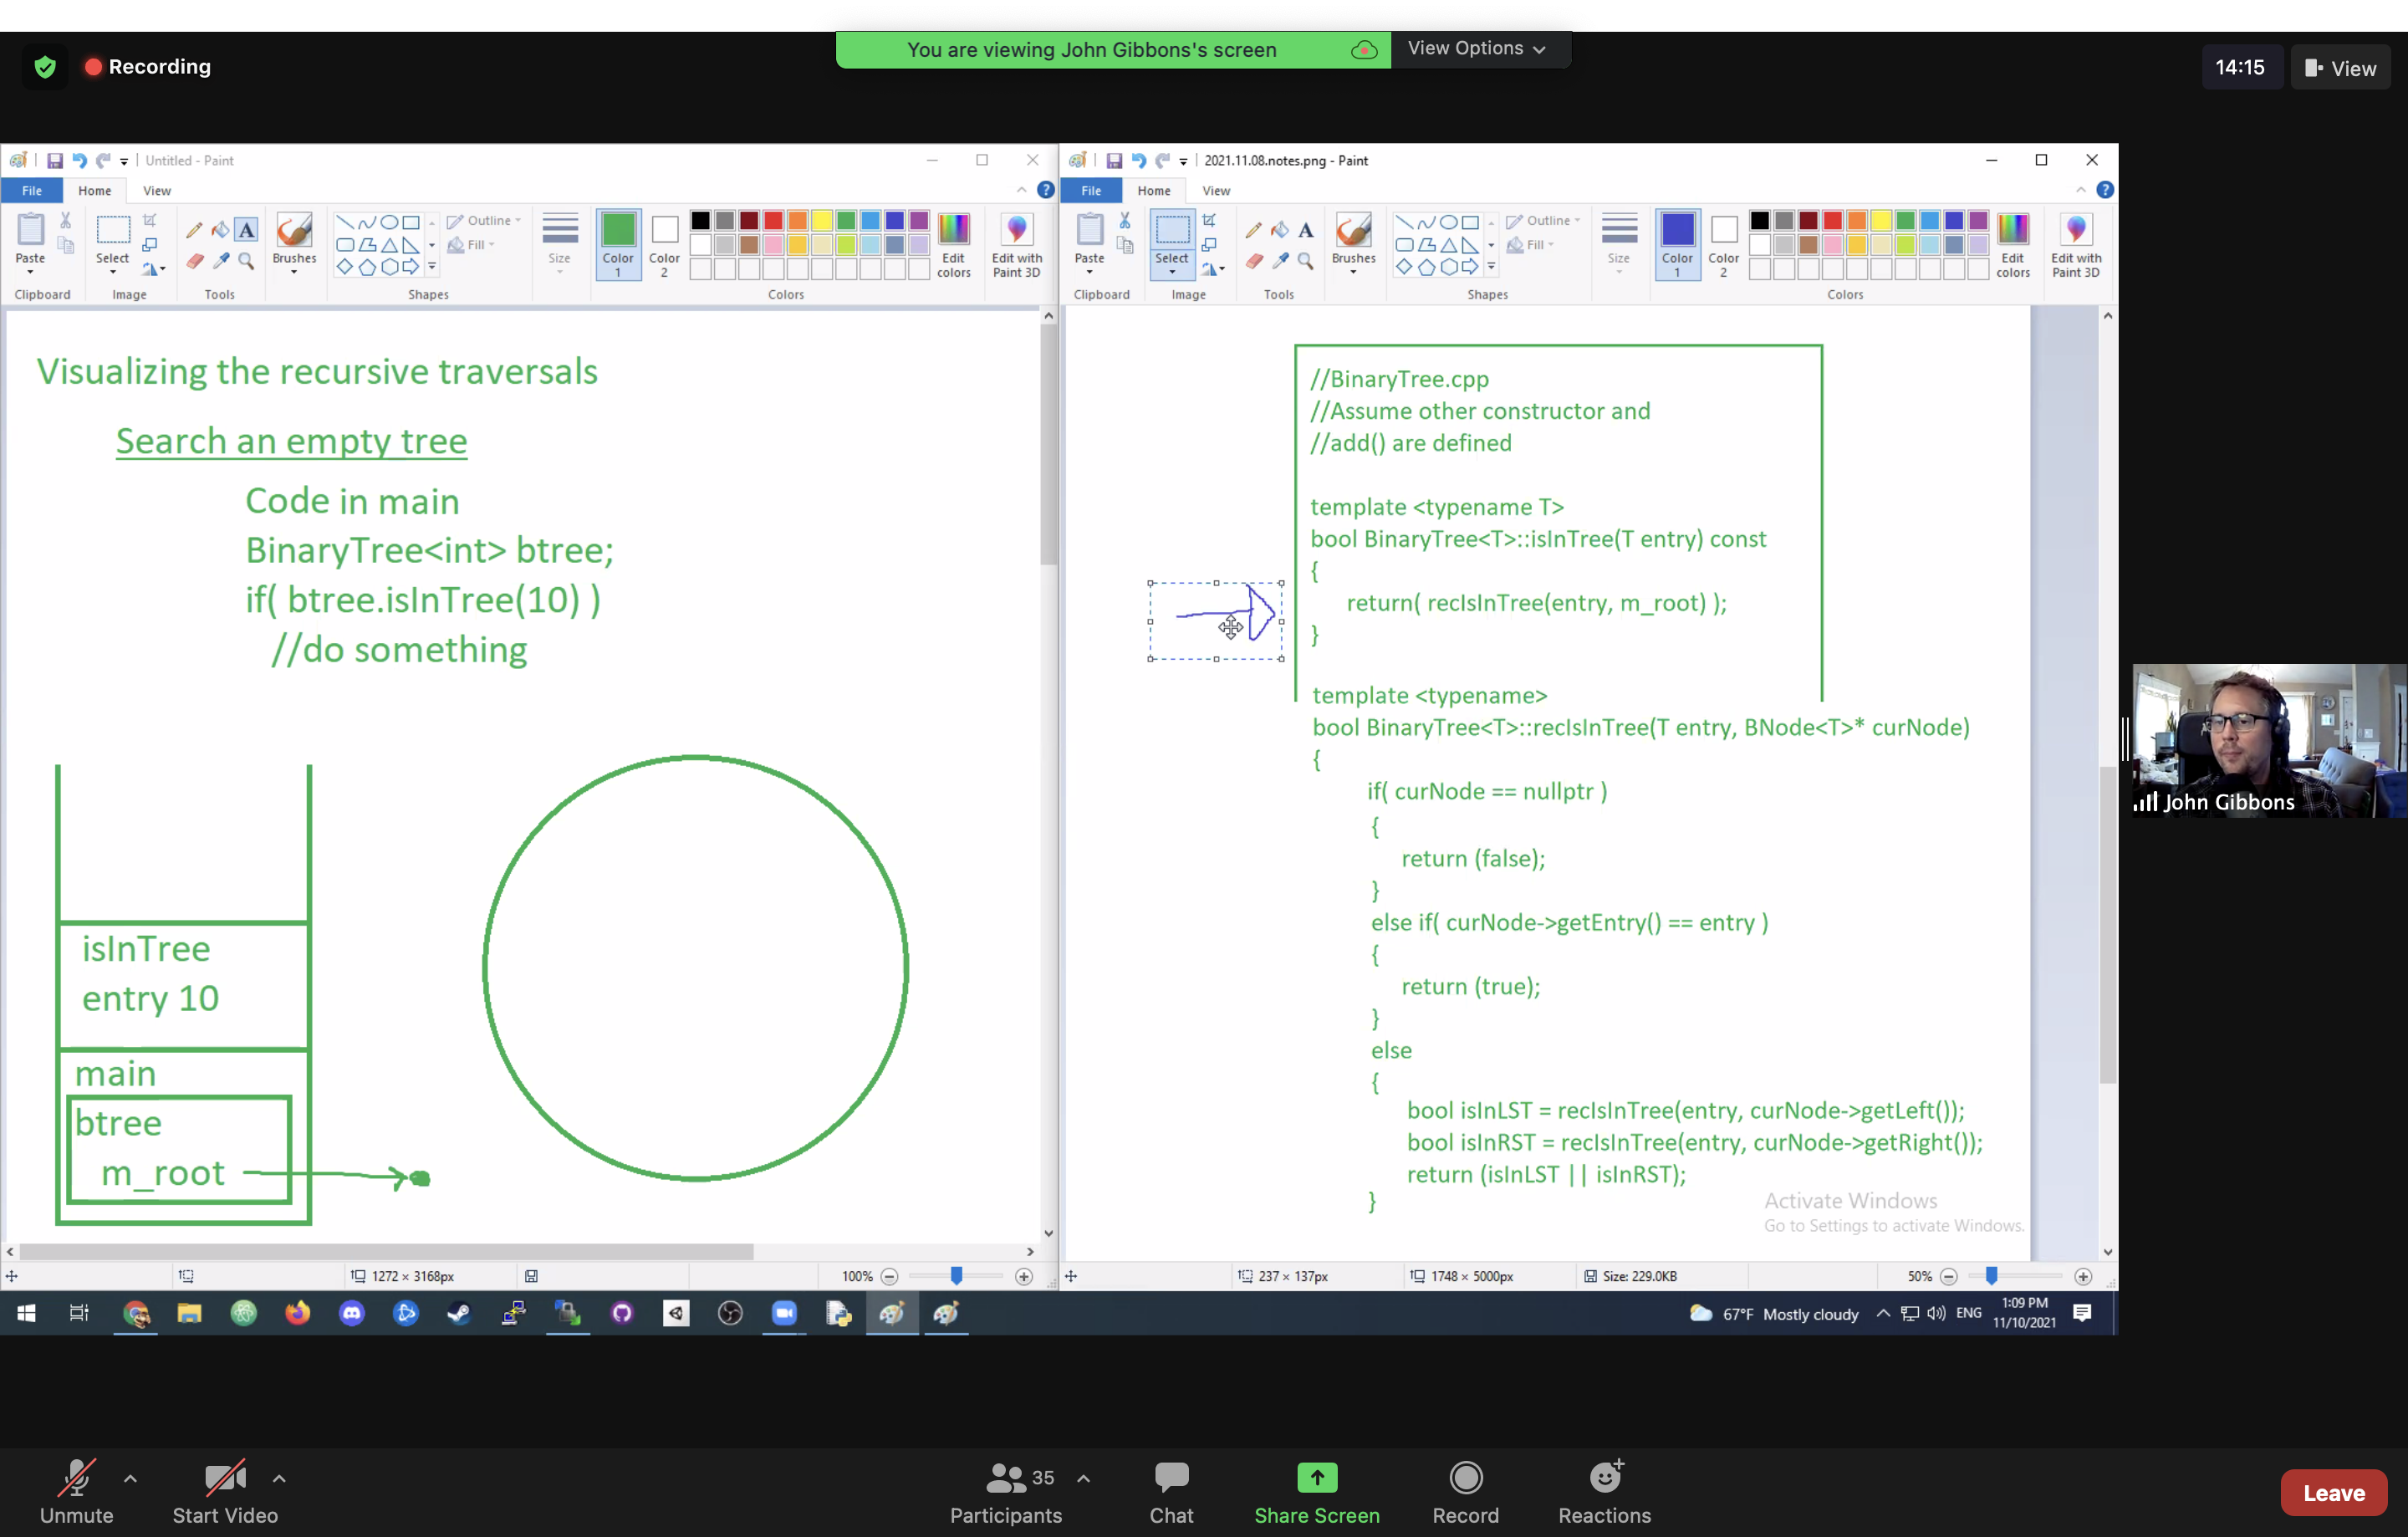 Recording
You are viewing John Gibbons's screen
View Options
14:15
View
Untitled - Paint
File
Home
View
Paste
Select
Brushes
Outline
Fill
Size
Color 1
Color 2
Edit colors
Edit with Paint 3D
Clipboard
Image
Tools
Shapes
Colors
Visualizing the recursive traversals
Search an empty tree
Code in main
BinaryTree<int> btree;
if( btree.isInTree(10) )
//do something
isInTree
entry 10
main
btree
m_root
1272 × 3168px
100%
2021.11.08.notes.png - Paint
File
Home
View
Paste
Select
Brushes
Outline
Fill
Size
Color 1
Color 2
Edit colors
Edit with Paint 3D
Clipboard
Image
Tools
Shapes
Colors
//BinaryTree.cpp
//Assume other constructor and
//add() are defined
template <typename T>
bool BinaryTree<T>::isInTree(T entry) const
{
return( recIsInTree(entry, m_root) );
}
template <typename>
bool BinaryTree<T>::recIsInTree(T entry, BNode<T>* curNode)
{
if( curNode == nullptr )
{
return (false);
}
else if( curNode->getEntry() == entry )
{
return (true);
}
else
{
bool isInLST = recIsInTree(entry, curNode->getLeft());
bool isInRST = recIsInTree(entry, curNode->getRight());
return (isInLST || isInRST);
}
Activate Windows
Go to Settings to activate Windows.
237 × 137px
1748 × 5000px
Size: 229.0KB
50%
67°F Mostly cloudy
ENG
1:09 PM
11/10/2021
John Gibbons
Unmute
Start Video
35
Participants
Chat
Share Screen
Record
Reactions
Leave